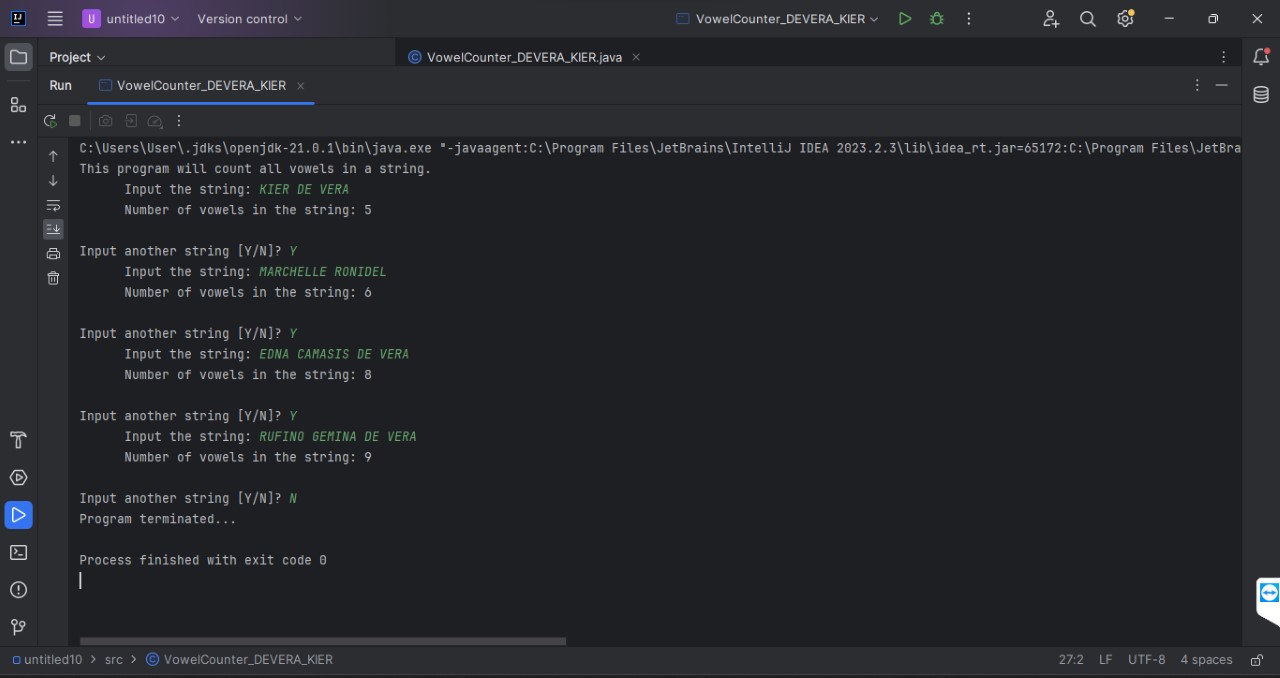 untitled10 Version control VowelCounter_DEVERA_KIER
Project VowelCounter_DEVERA_KIER.java
Run VowelCounter_DEVERA_KIER
C:\Users\User\.jdks\openjdk-21.0.1\bin\java.exe "-javaagent:C:\Program Files\JetBrains\IntelliJ IDEA 2023.2.3\lib\idea_rt.jar=65172:C:\Program Files\JetBra
This program will count all vowels in a string.
Input the string: KIER DE VERA
Number of vowels in the string: 5
Input another string [Y/N]? Y
Input the string: MARCHELLE RONIDEL
Number of vowels in the string: 6
Input another string [Y/N]? Y
Input the string: EDNA CAMASIS DE VERA
Number of vowels in the string: 8
Input another string [Y/N]? Y
Input the string: RUFINO GEMINA DE VERA
Number of vowels in the string: 9
Input another string [Y/N]? N
Program terminated...
Process finished with exit code 0
untitled10 > src > VowelCounter_DEVERA_KIER 27:2 LF UTF-8 4 spaces